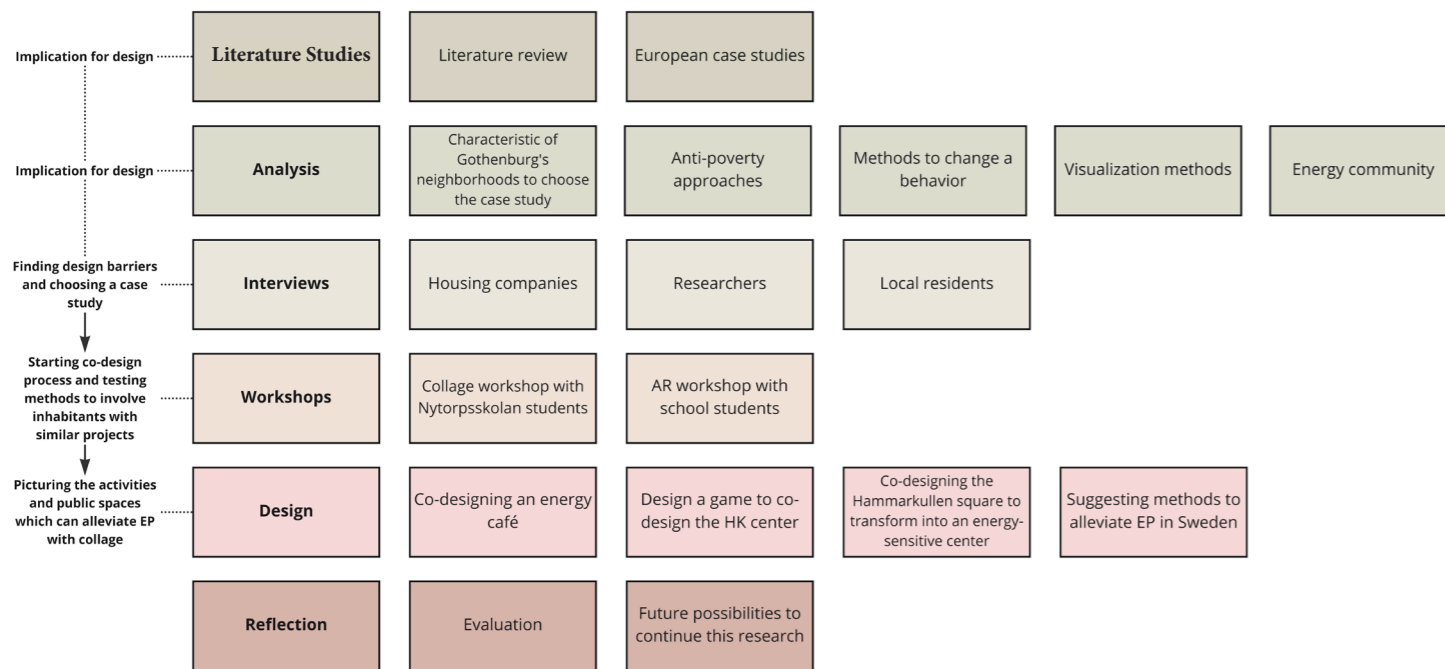 Implication for design
Literature Studies
Literature review
European case studies
Implication for design
Analysis
Characteristic of
Gothenburg's
neighborhoods to choose
the case study
Anti-poverty
approaches
Methods to change a
behavior
Visualization methods
Energy community
Finding design barriers
and choosing a case
study
Interviews
Housing companies
Researchers
Local residents
Starting co-design
process and testing
methods to involve
inhabitants with
similar projects
Workshops
Collage workshop with
Nytorpsskolan students
AR workshop with
school students
Picturing the activities
and public spaces
which can alleviate EP
with collage
Design
Co-designing an energy
café
Design a game to co-
design the HK center
Co-designing the
Hammarkullen square to
transform into an energy-
sensitive center
Suggesting methods to
alleviate EP in Sweden
Reflection
Evaluation
Future possibilities to
continue this research